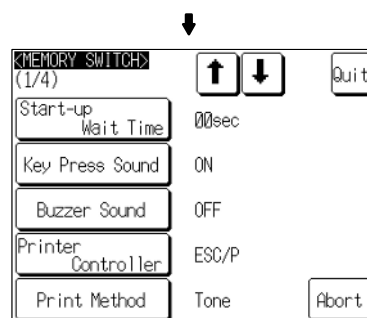 <MEMORY SWITCH>
(1/4)
Quit
Start-up
Wait Time
00sec
Key Press Sound
ON
Buzzer Sound
OFF
Printer
Controller
ESC/P
Print Method
Tone
Abort